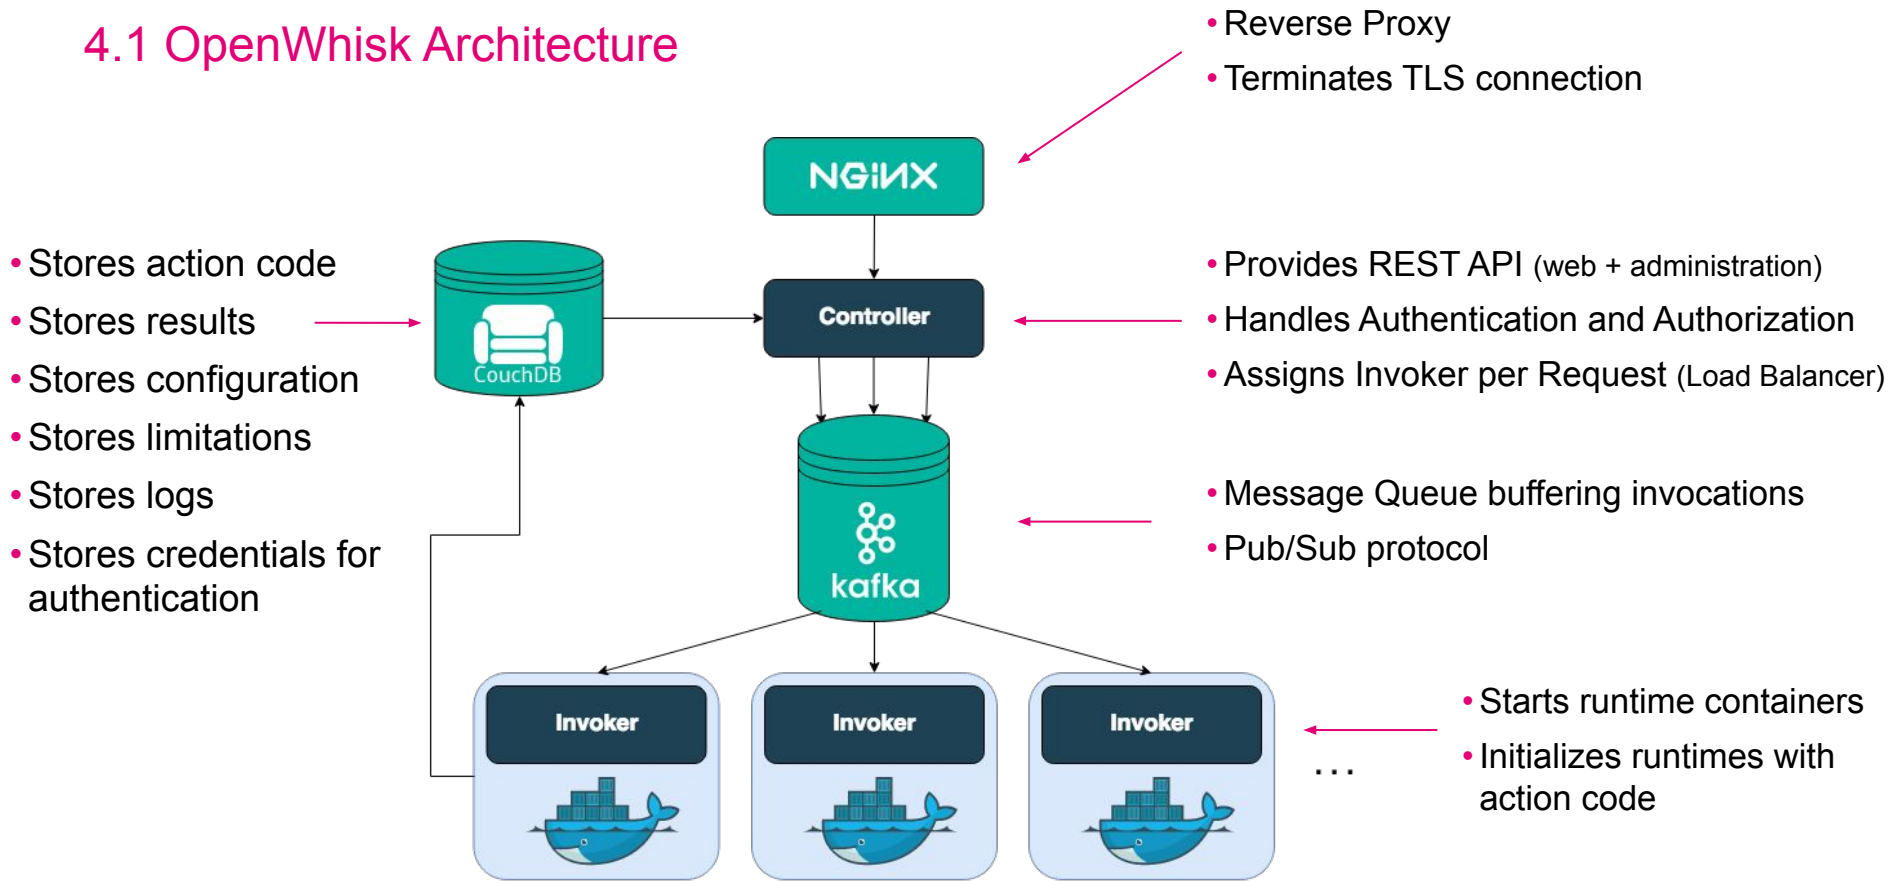 4.1 OpenWhisk Architecture
• Reverse Proxy
• Terminates TLS connection
NGINX
• Stores action code
• Stores results
• Stores configuration
• Stores limitations
• Stores logs
• Stores credentials for
authentication
CouchDB
Controller
• Provides REST API (web + administration)
• Handles Authentication and Authorization
• Assigns Invoker per Request (Load Balancer)
kafka
• Message Queue buffering invocations
• Pub/Sub protocol
Invoker
Invoker
Invoker
...
• Starts runtime containers
• Initializes runtimes with
action code